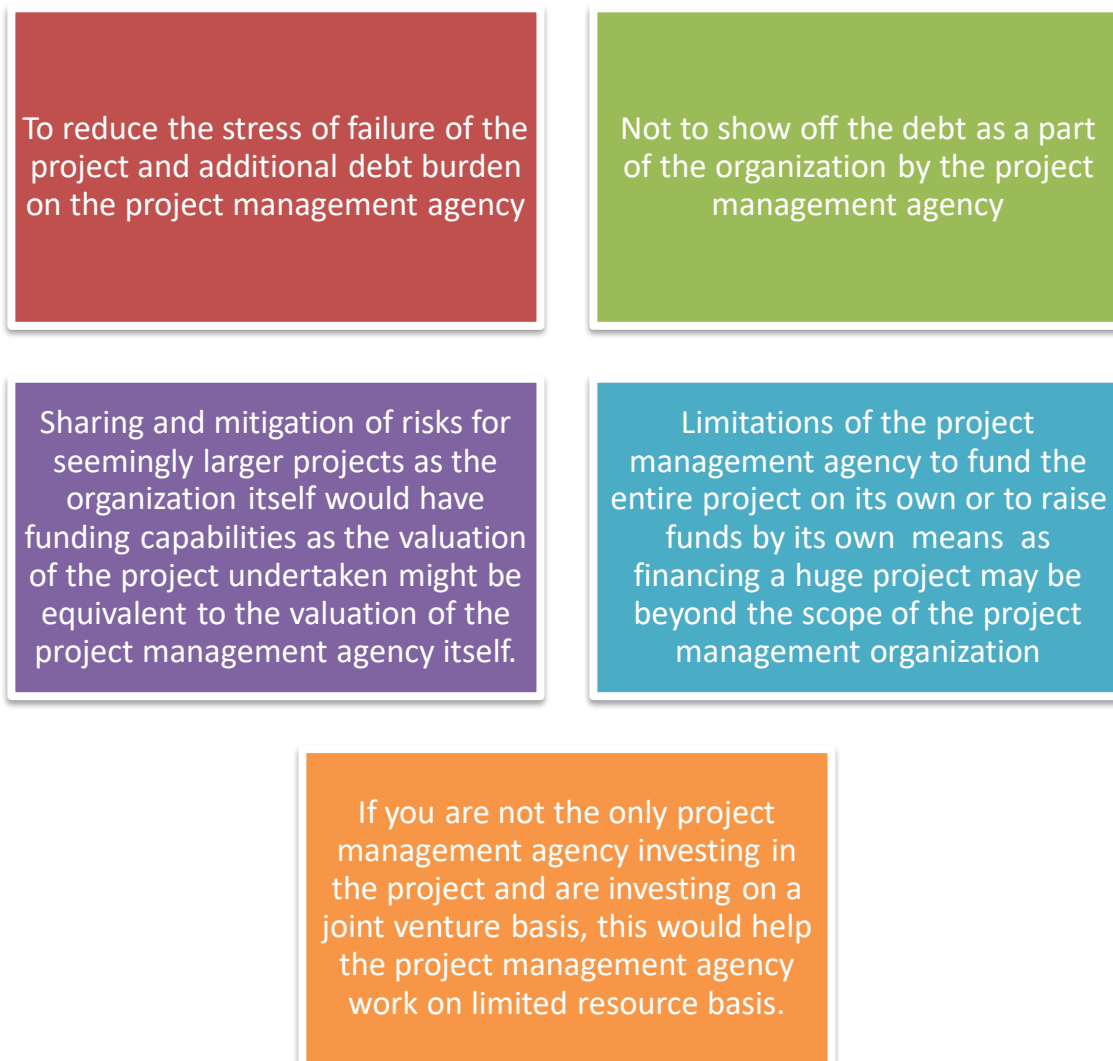 To reduce the stress of failure of the
project and additional debt burden
on the project management agency
Not to show off the debt as a part
of the organization by the project
management agency
Sharing and mitigation of risks for
seemingly larger projects as the
organization itself would have
funding capabilities as the valuation
of the project undertaken might be
equivalent to the valuation of the
project management agency itself.
Limitations of the project
management agency to fund the
entire project on its own or to raise
funds by its own  means  as
financing a huge project may be
beyond the scope of the project
management organization
If you are not the only project
management agency investing in
the project and are investing on a
joint venture basis, this would help
the project management agency
work on limited resource basis.